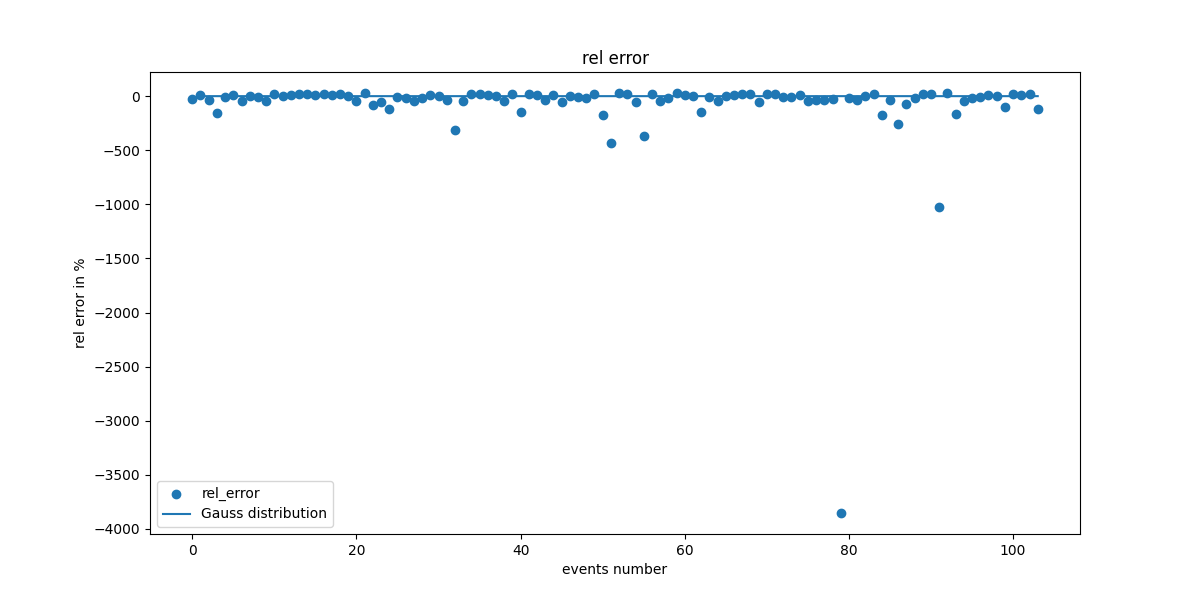 rel error
rel error in %
0
−500
−1000
−1500
−2000
−2500
−3000
−3500
−4000
rel_error
Gauss distribution
0 20 40 60 80 100
events number